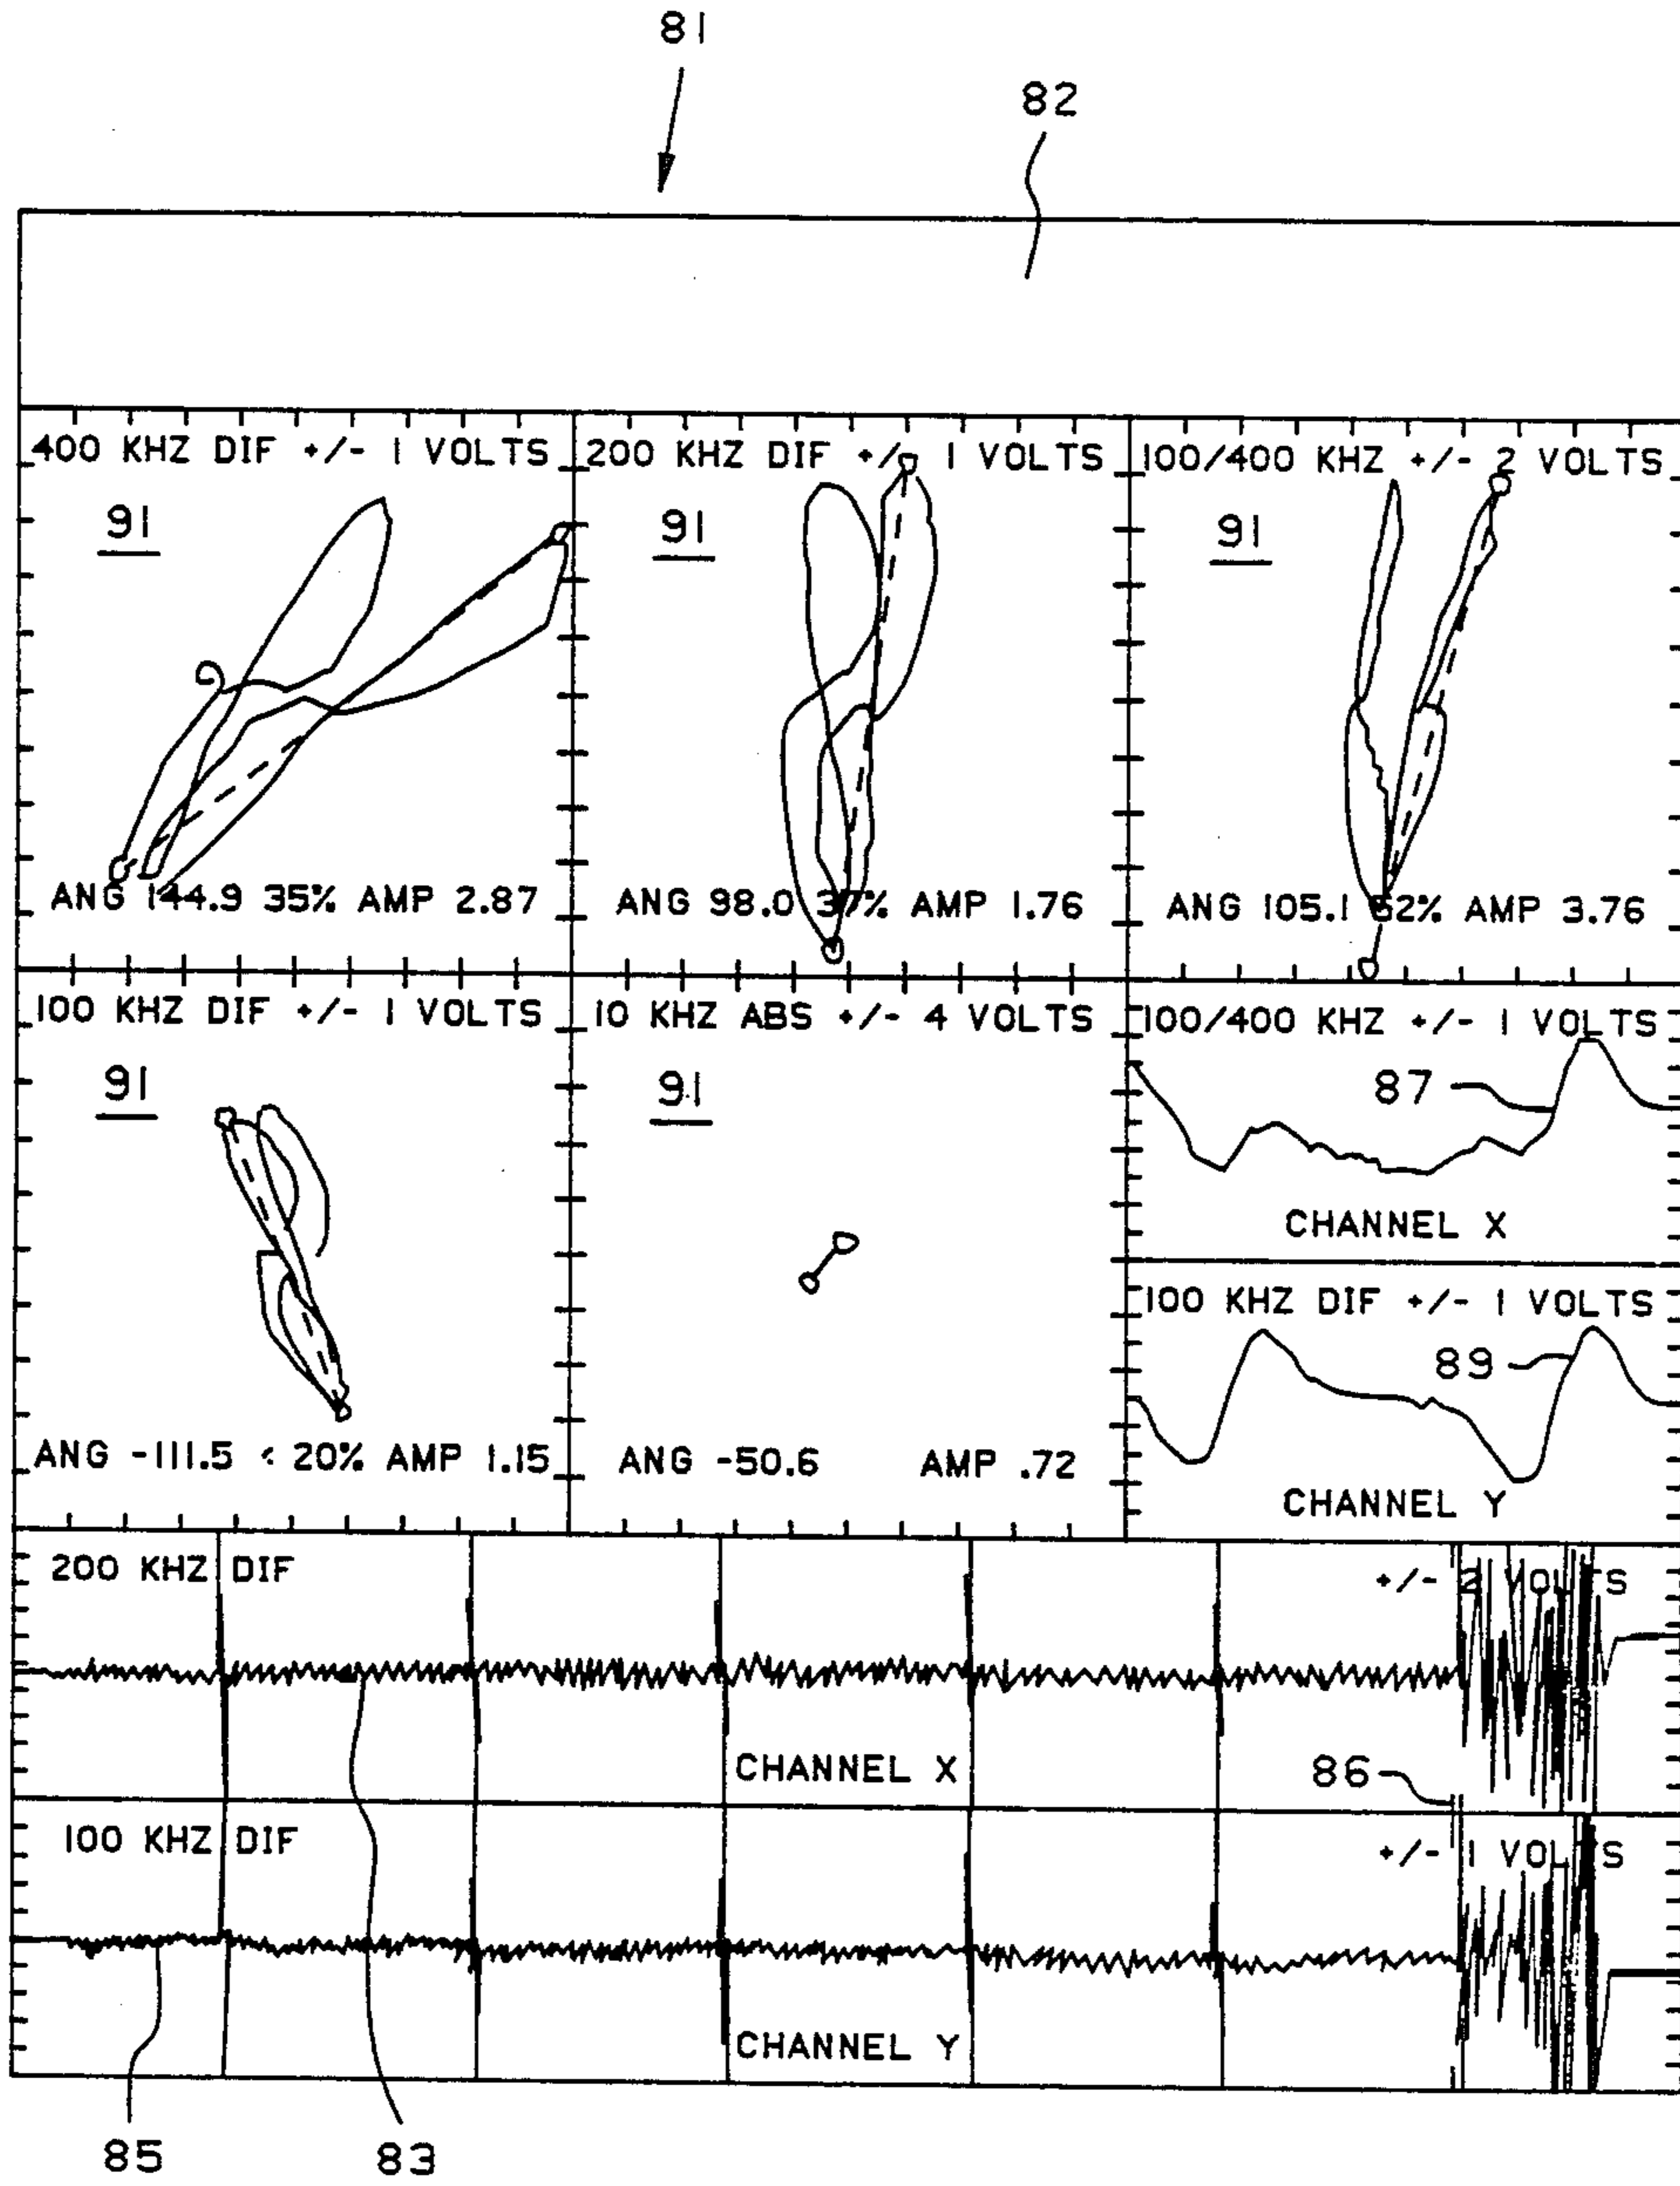 81
82
400 KHZ DIF +/- 1 VOLTS
91
ANG 144.9 35% AMP 2.87
200 KHZ DIF +/- 1 VOLTS
91
ANG 98.0 37% AMP 1.76
100/400 KHZ +/- 2 VOLTS
91
ANG 105.1 62% AMP 3.76
100 KHZ DIF +/- 1 VOLTS
91
ANG -111.5 < 20% AMP 1.15
10 KHZ ABS +/- 4 VOLTS
91
ANG -50.6 AMP .72
100/400 KHZ +/- 1 VOLTS
87
CHANNEL X
100 KHZ DIF +/- 1 VOLTS
89
CHANNEL Y
200 KHZ DIF +/- 2 VOLTS
CHANNEL X
86
100 KHZ DIF +/- 1 VOLTS
CHANNEL Y
85
83